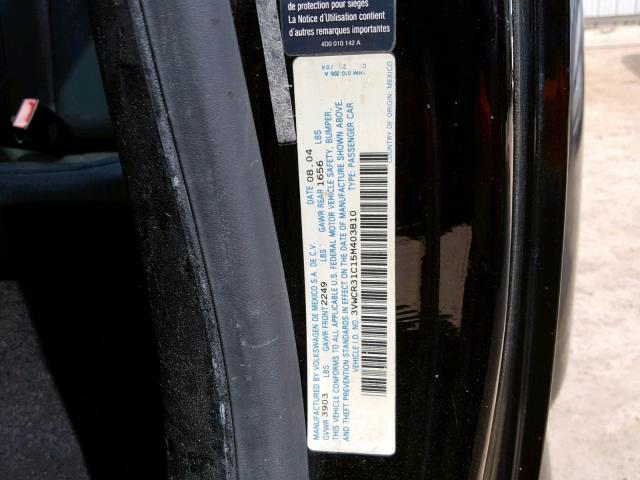 de protection pour sièges
La Notice d'Utilisation contient
d'autres remarques importantes
4D0 010 142 A
MANUFACTURED BY VOLKSWAGEN DE MEXICO S.A. DE C.V. DATE 08.04
GVWR 3903 LBS GAWR FRONT 2249 LBS GAWR REAR 1656 LBS
THIS VEHICLE CONFORMS TO ALL APPLICABLE U.S. FEDERAL MOTOR VEHICLE SAFETY, BUMPER,
AND THEFT PREVENTION STANDARDS IN EFFECT ON THE DATE OF MANUFACTURE SHOWN ABOVE.
VEHICLE I.D. NO. 3VWCR31C15M403810 TYPE: PASSENGER CAR
COUNTRY OF ORIGIN: MEXICO